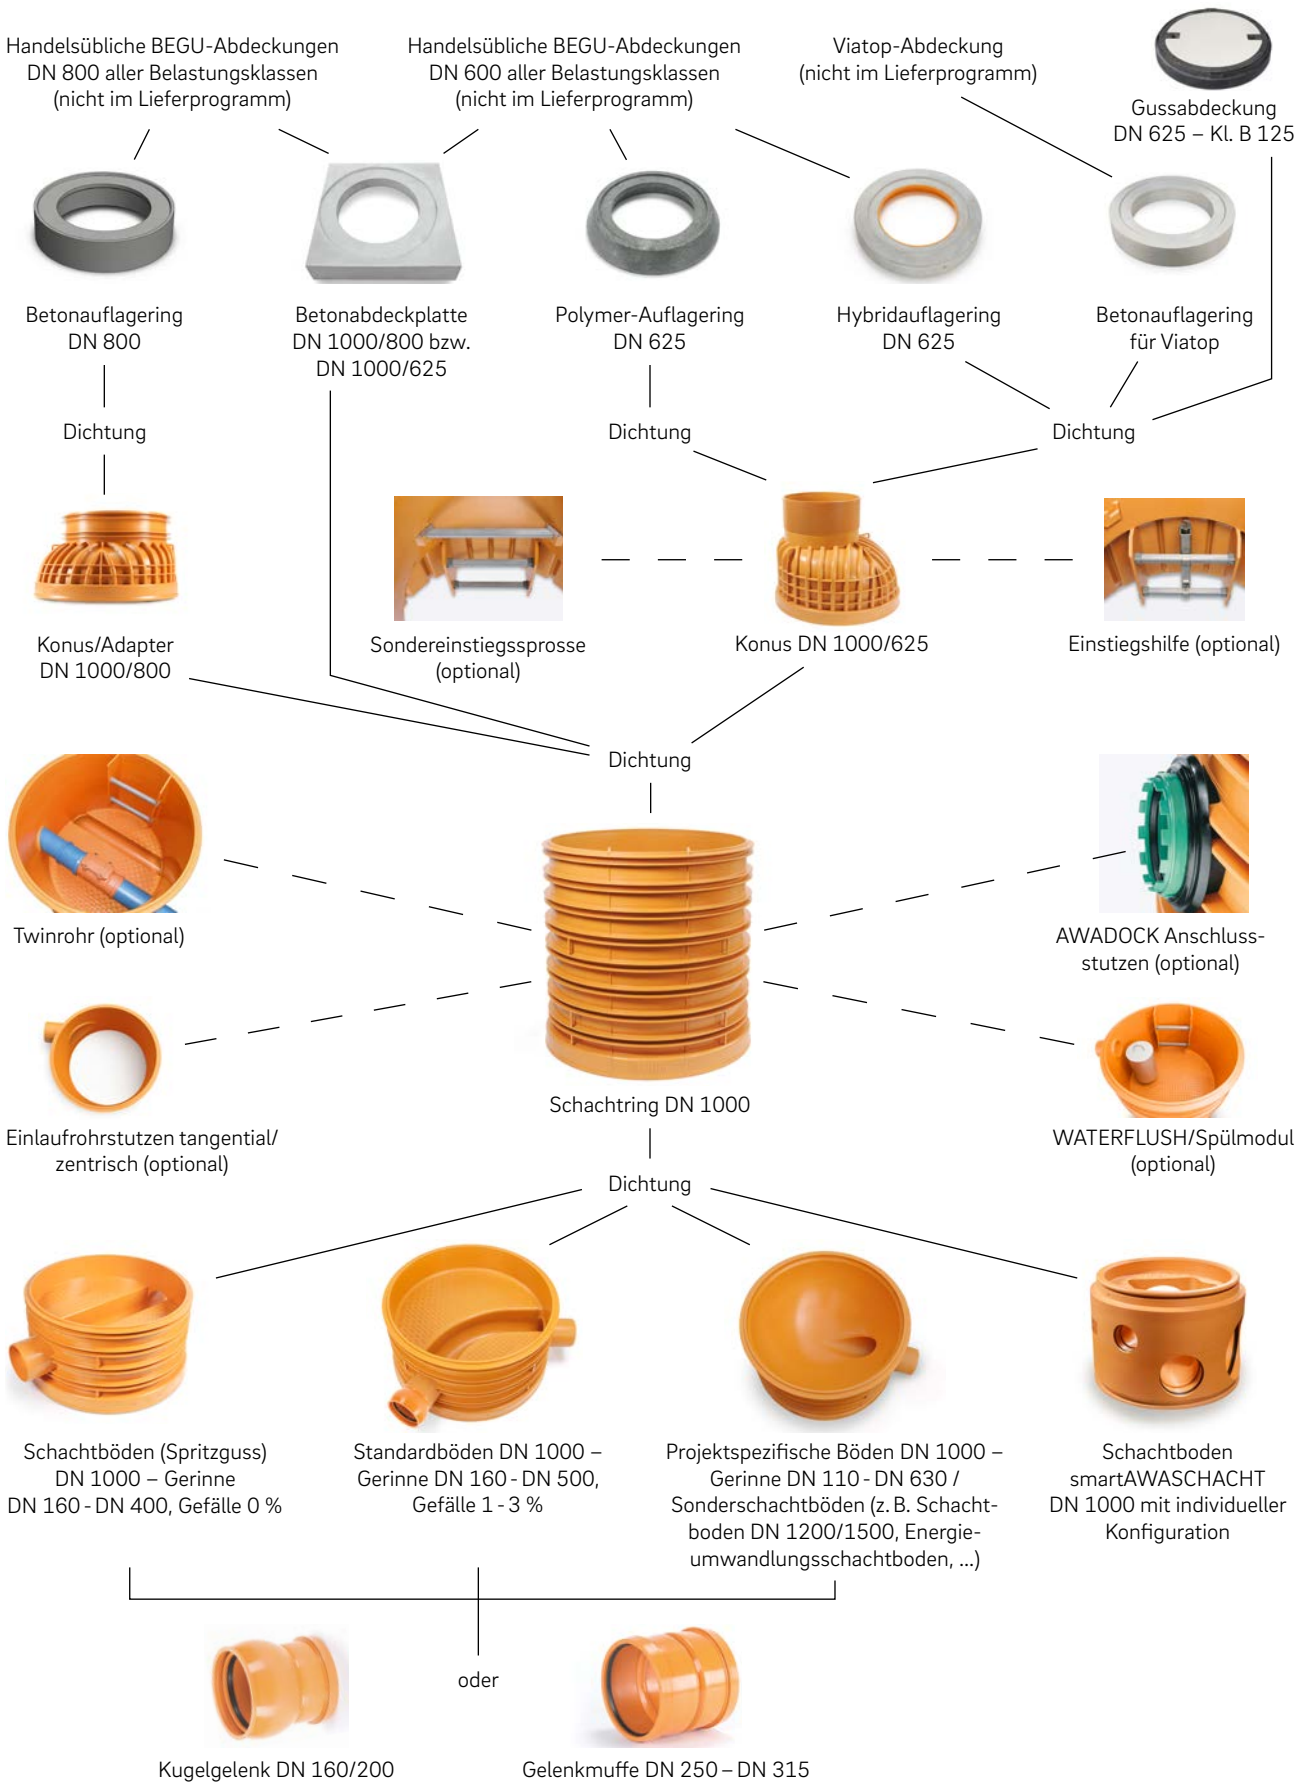 Handelsübliche BEGU-Abdeckungen
DN 800 aller Belastungsklassen
(nicht im Lieferprogramm)
Handelsübliche BEGU-Abdeckungen
DN 600 aller Belastungsklassen
(nicht im Lieferprogramm)
Viatop-Abdeckung
(nicht im Lieferprogramm)
Gussabdeckung
DN 625 – Kl. B 125
Betonauflagering
DN 800
Betonabdeckplatte
DN 1000/800 bzw.
DN 1000/625
Polymer-Auflagering
DN 625
Hybridauflagering
DN 625
Betonauflagering
für Viatop
Dichtung
Dichtung
Dichtung
Konus/Adapter
DN 1000/800
Sondereinstiegssprosse
(optional)
Konus DN 1000/625
Einstiegshilfe (optional)
Dichtung
Twinrohr (optional)
AWADOCK Anschluss-
stutzen (optional)
Schachtring DN 1000
Einlaufrohrstutzen tangential/
zentrisch (optional)
WATERFLUSH/Spülmodul
(optional)
Dichtung
Schachtböden (Spritzguss)
DN 1000 – Gerinne
DN 160 - DN 400, Gefälle 0 %
Standardböden DN 1000 –
Gerinne DN 160 - DN 500,
Gefälle 1 - 3 %
Projektspezifische Böden DN 1000 –
Gerinne DN 110 - DN 630 /
Sonderschachtböden (z. B. Schacht-
boden DN 1200/1500, Energie-
umwandlungsschachtboden, ...)
Schachtboden
smartAWASCHACHT
DN 1000 mit individueller
Konfiguration
oder
Kugelgelenk DN 160/200
Gelenkmuffe DN 250 – DN 315